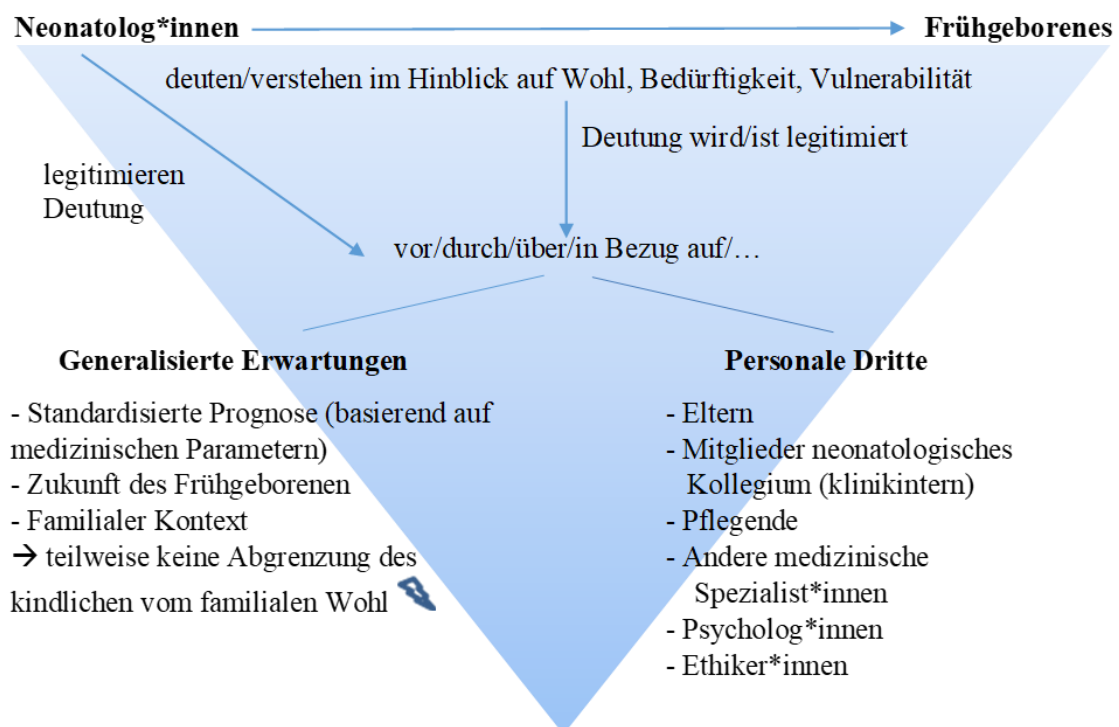 Neonatolog*innen
Frühgeborenes
deuten/verstehen im Hinblick auf Wohl, Bedürftigkeit, Vulnerabilität
Deutung wird/ist legitimiert
legitimieren
Deutung
vor/durch/über/in Bezug auf/…
Generalisierte Erwartungen
- Standardisierte Prognose (basierend auf
medizinischen Parametern)
- Zukunft des Frühgeborenen
- Familialer Kontext
→ teilweise keine Abgrenzung des
kindlichen vom familialen Wohl
Personale Dritte
- Eltern
- Mitglieder neonatologisches
Kollegium (klinikintern)
- Pflegende
- Andere medizinische
Spezialist*innen
- Psycholog*innen
- Ethiker*innen